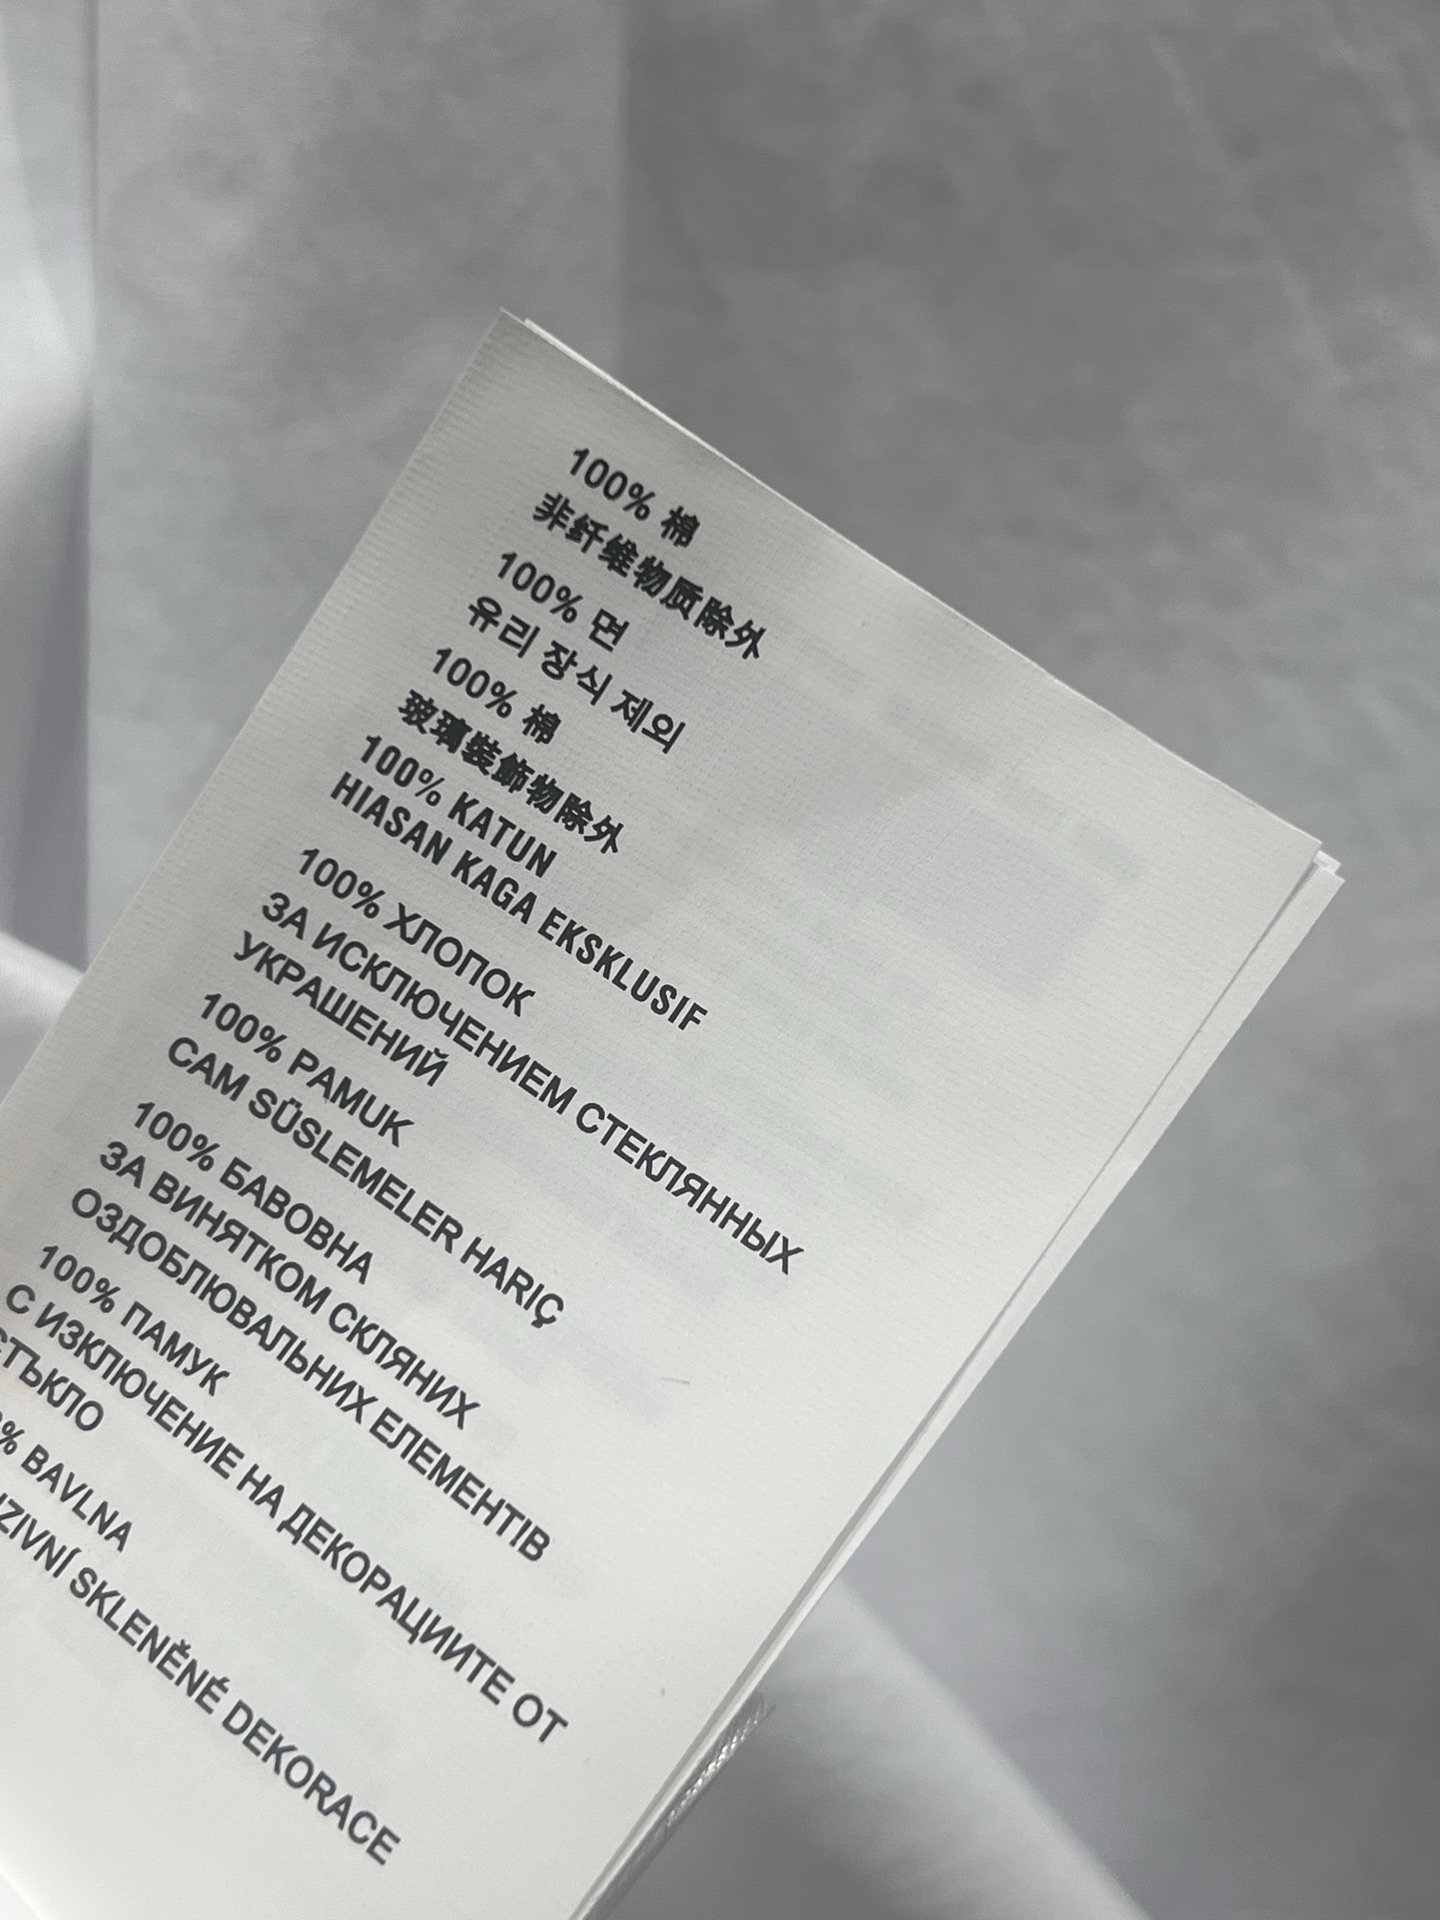 100% 棉
非纤维物质除外
100% 면
유리 장식 제외
100% 棉
玻璃裝飾物除外
100% KATUN
HIASAN KAGA EKSKLUSIF
100% ХЛОПОК
ЗА ИСКЛЮЧЕНИЕМ СТЕКЛЯННЫХ
УКРАШЕНИЙ
100% PAMUK
CAM SÜSLEMELER HARIÇ
100% БАВОВНА
ЗА ВИНЯТКОМ СКЛЯНИХ
ОЗДОБЛЮВАЛЬНИХ ЕЛЕМЕНТІВ
100% ПАМУК
С ИЗКЛЮЧЕНИЕ НА ДЕКОРАЦИИТЕ ОТ
СТЪКЛО
% BAVLNA
SKLENĚNÉ DEKORACE